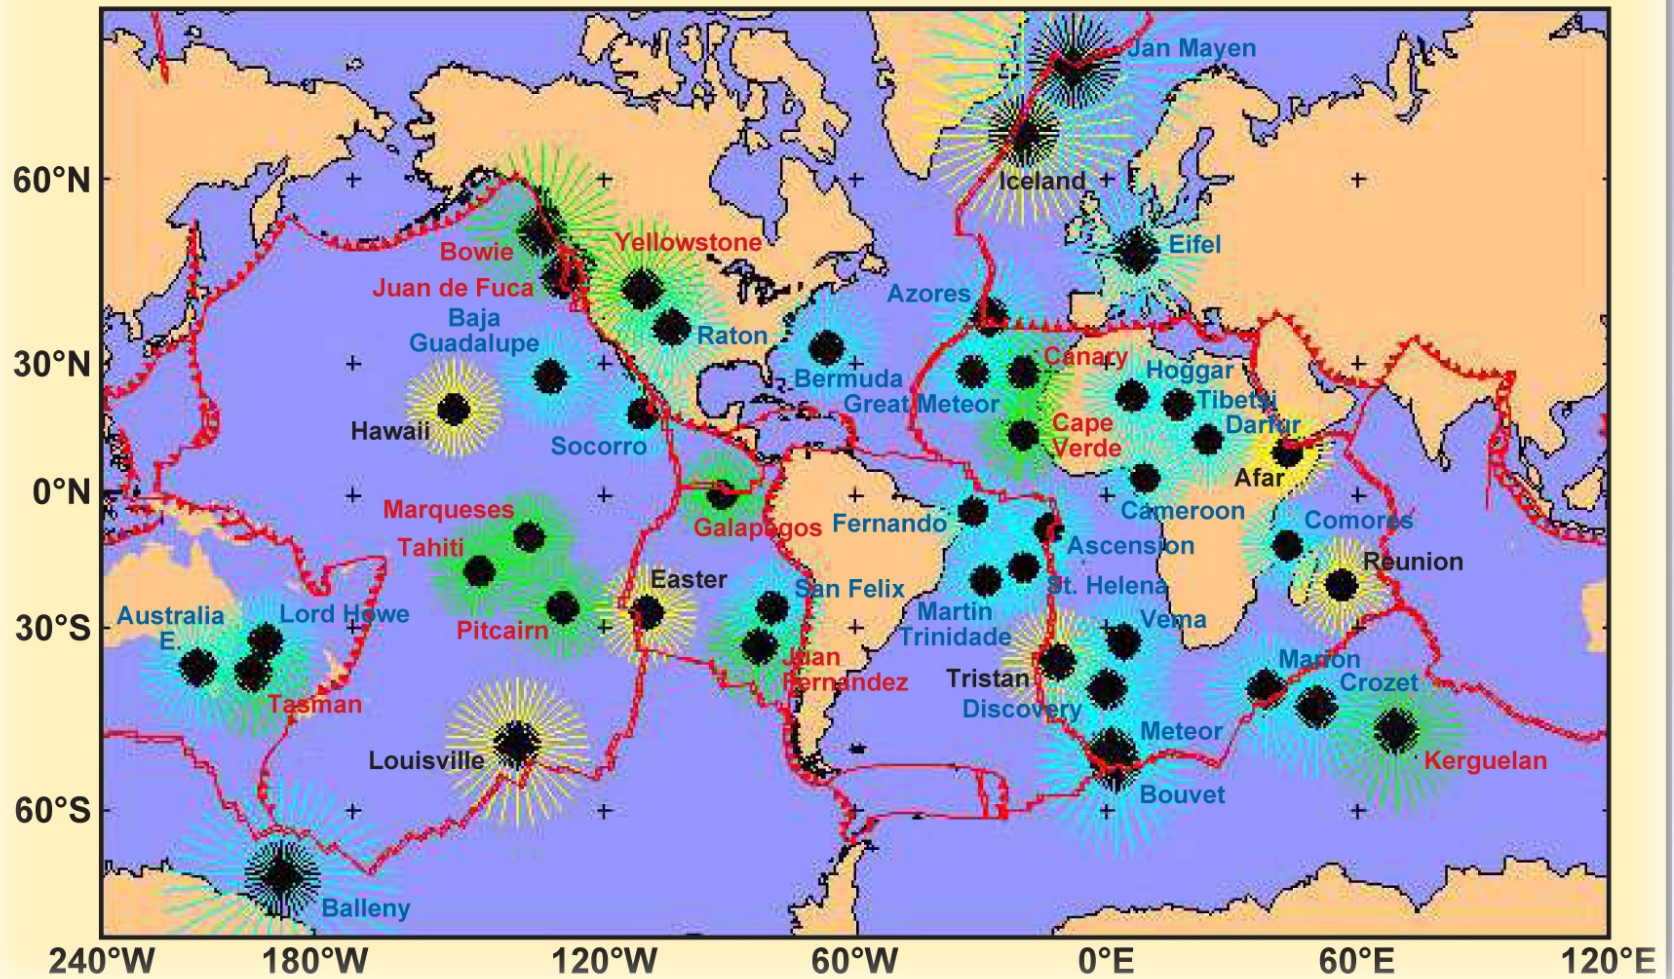 Jan Mayen
60°N
Iceland
Bowie
Yellowstone
Eifel
Juan de Fuca
Azores
Baja
Guadalupe
Raton
30°N
Canary
Bermuda
Hoggar
Great Meteor
Tibetsi
Hawaii
Socorro
Cape
Verde
Darfur
Afar
0°N
Marqueses
Galapagos
Fernando
Cameroon
Comores
Tahiti
Ascension
Easter
Reunion
San Felix
St. Helena
Australia
E.
Lord Howe
Martin
Trinidade
Vema
30°S
Pitcairn
Juan
Fernandez
Tristan
Marion
Crozet
Tasman
Discovery
Louisville
Meteor
Kerguelan
Bouvet
60°S
Balleny
240°W
180°W
120°W
60°W
0°E
60°E
120°E